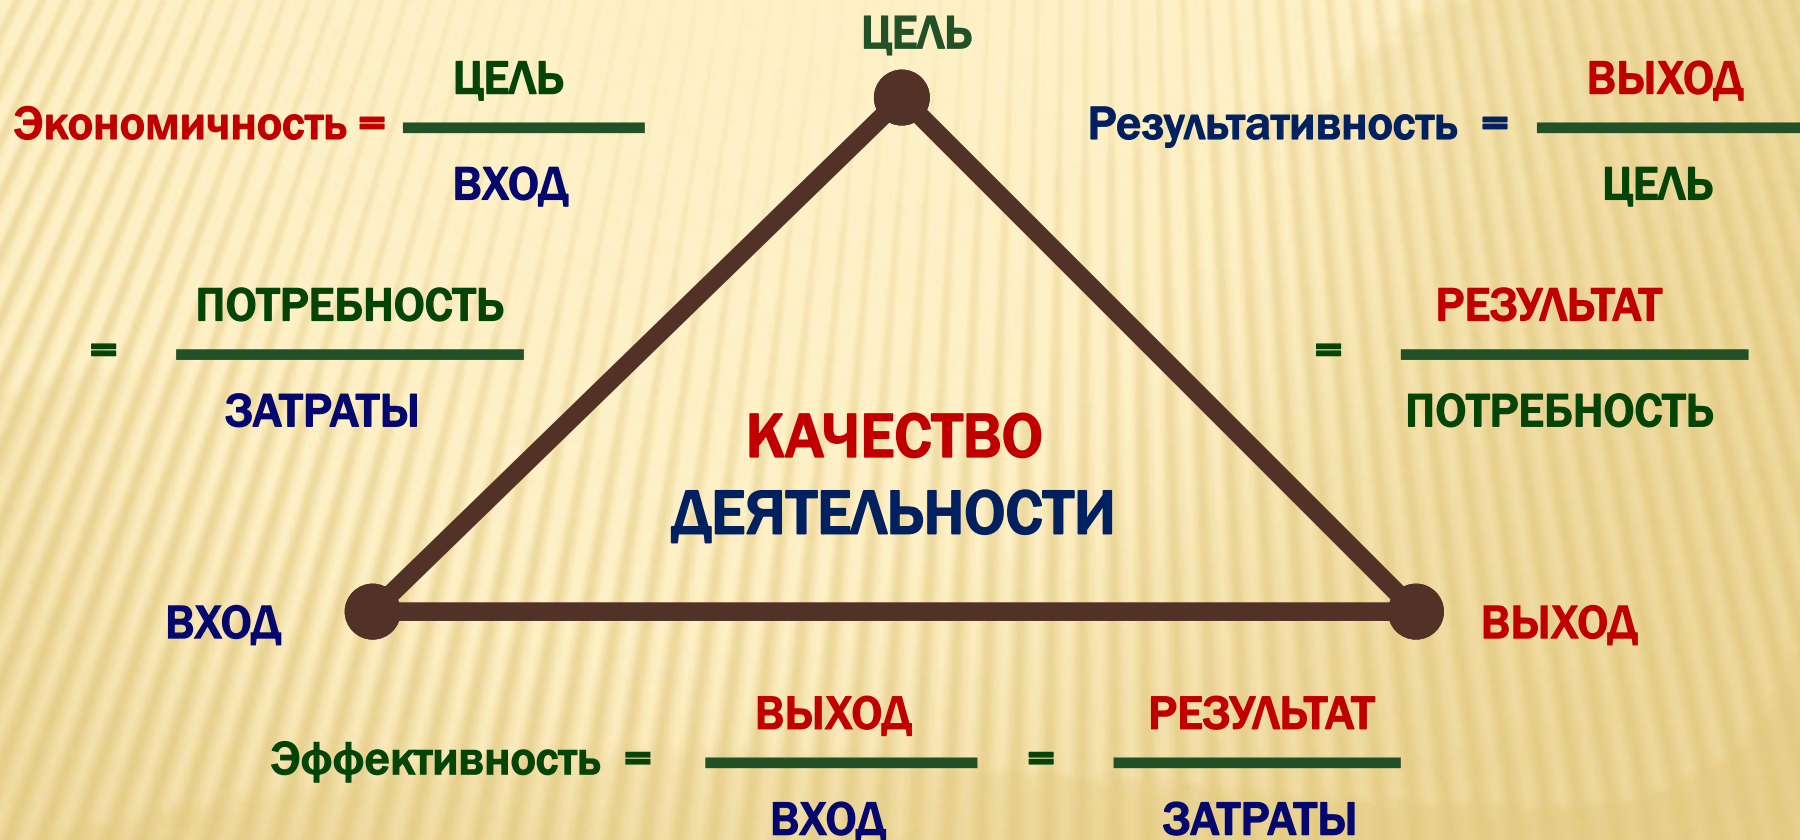 ЦЕЛЬ
Экономичность =
ЦЕЛЬ
ВХОД
=
ПОТРЕБНОСТЬ
ЗАТРАТЫ
Результативность =
ВЫХОД
ЦЕЛЬ
=
РЕЗУЛЬТАТ
ПОТРЕБНОСТЬ
КАЧЕСТВО
ДЕЯТЕЛЬНОСТИ
ВХОД
ВЫХОД
Эффективность =
ВЫХОД
ВХОД
=
РЕЗУЛЬТАТ
ЗАТРАТЫ